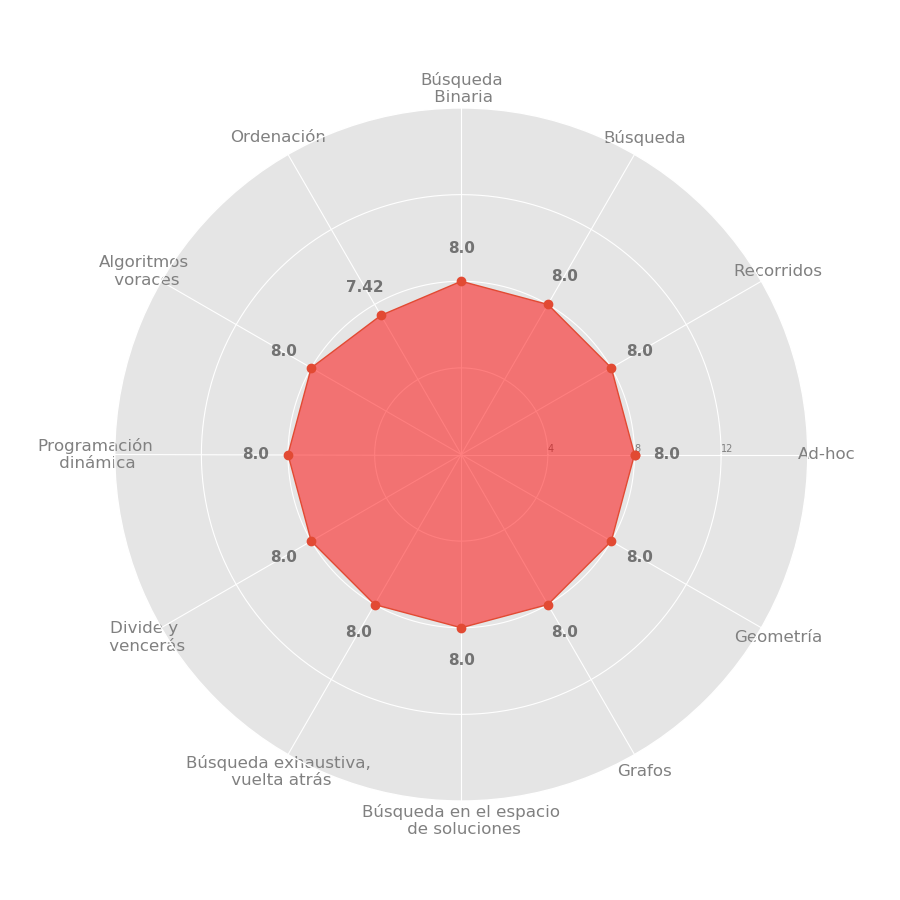 Búsqueda
Binaria
Ordenación
Búsqueda
Algoritmos
voraces
Recorridos
8.0
8.0
7.42
8.0
8.0
Programación
dinámica
8.0
4
8
8.0
12
Ad-hoc
8.0
8.0
Divide y
vencerás
8.0
8.0
8.0
Geometría
Búsqueda exhaustiva,
vuelta atrás
Grafos
Búsqueda en el espacio
de soluciones